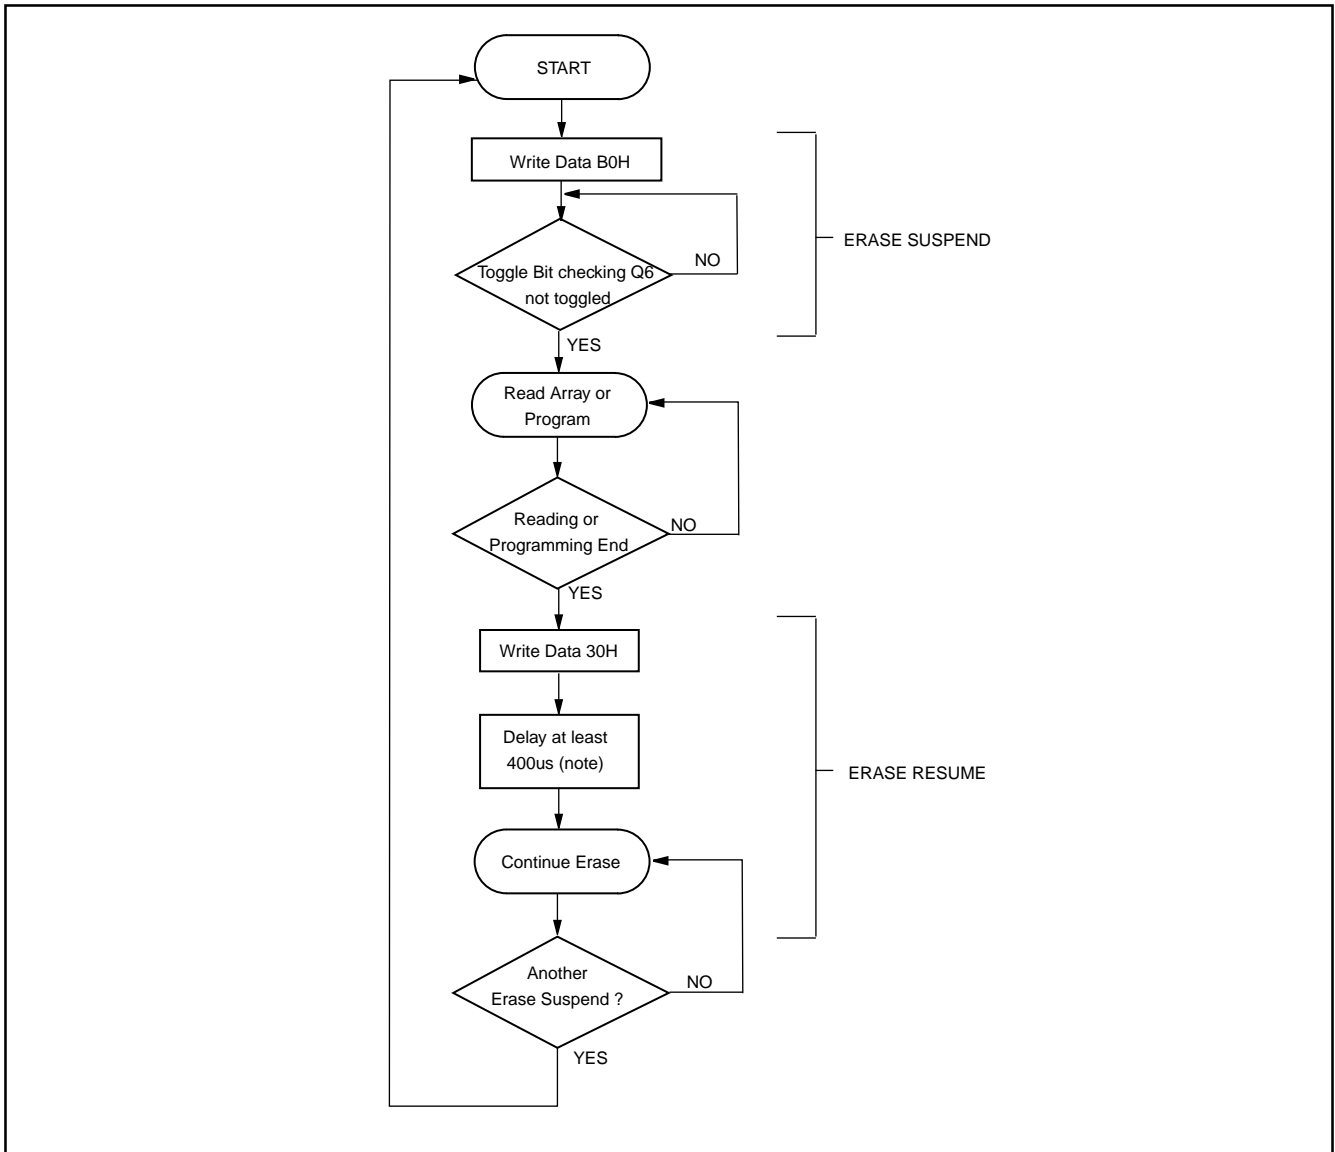 START
Write Data B0H
ERASE SUSPEND
NO
Toggle Bit checking Q6
not toggled
YES
Read Array or
Program
Reading or
NO
Programming End
YES
Write Data 30H
Delay at least
400us (note)
ERASE RESUME
Continue Erase
Another
NO
Erase Suspend ?
YES